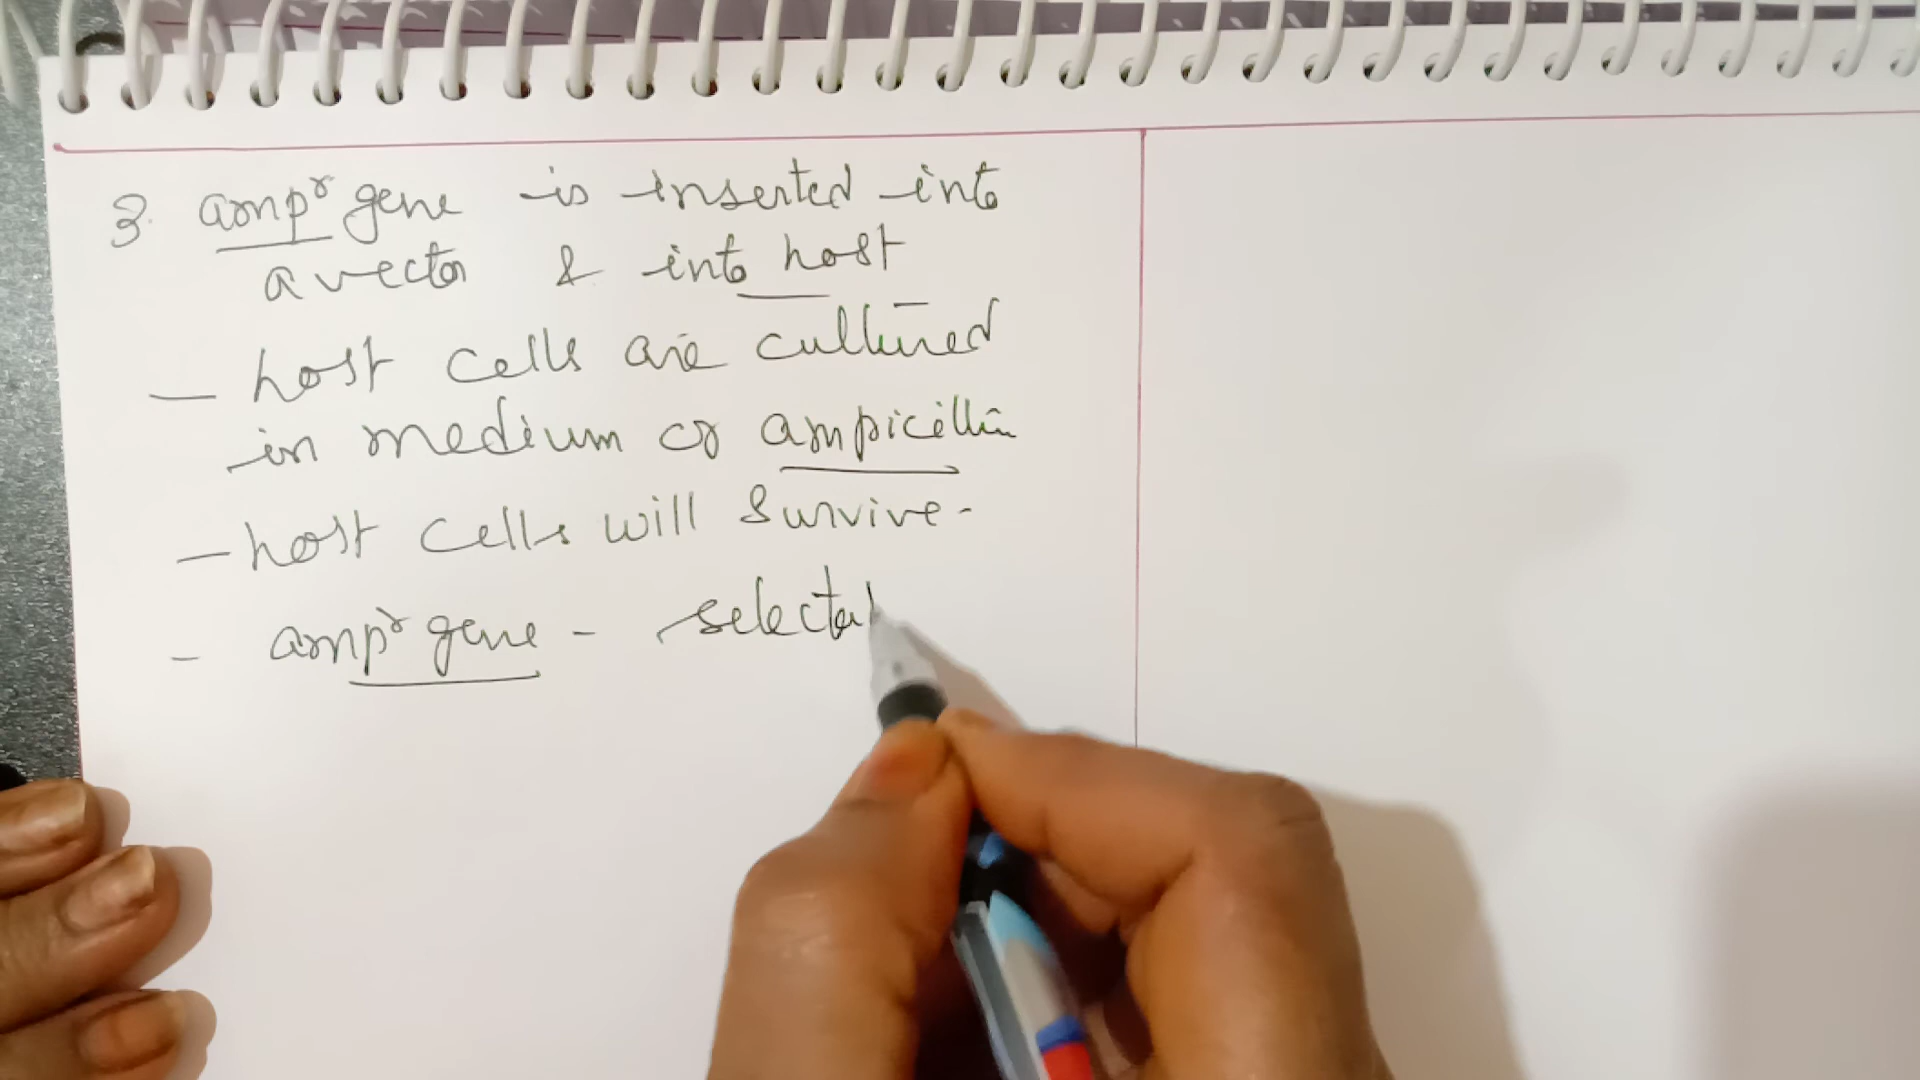 3. ampʳ gene is inserted into
a vector & into host
— host cells are cultured
in medium of ampicillin
— host cells will survive -
- ampʳ gene - selectab